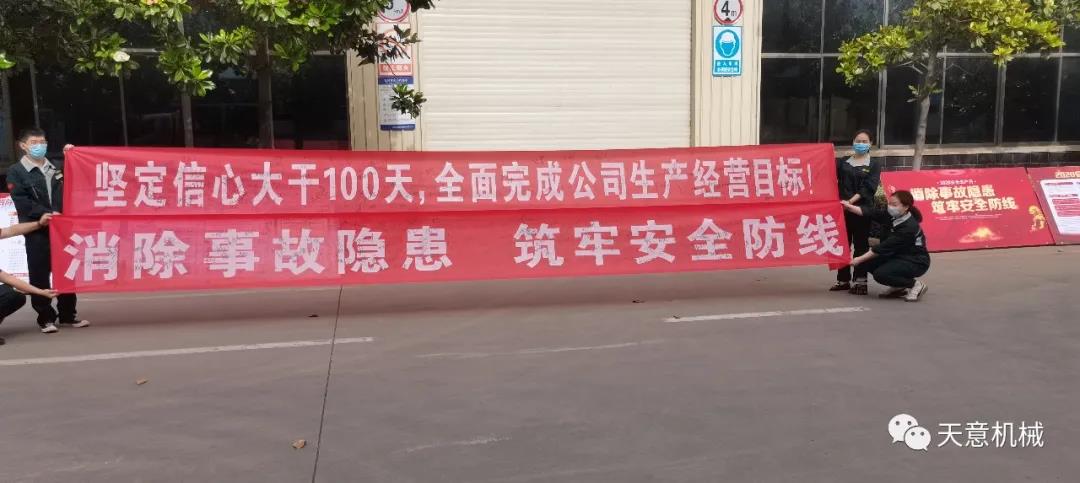 4m
坚定信心大干100天,全面完成公司生产经营目标!
消除事故隐患 筑牢安全防线
消除事故隐患
筑牢安全防线
2020
天意机械